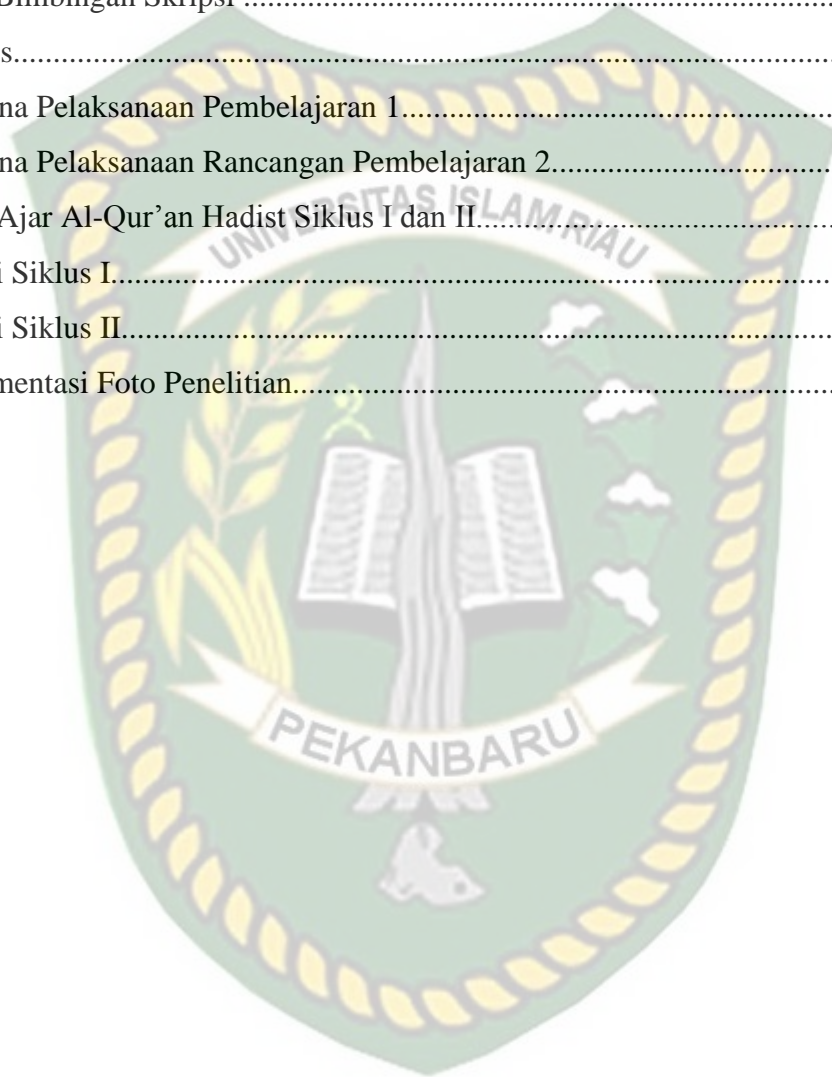 Bimbingan Skripsi ........................................................................
s........................................................................
na Pelaksanaan Pembelajaran 1........................................................................
na Pelaksanaan Rancangan Pembelajaran 2........................................................................
Ajar Al-Qur'an Hadist Siklus I dan II........................................................................
UNIVERSITAS ISLAM RIAU
i Siklus I........................................................................
i Siklus II........................................................................
mentasi Foto Penelitian........................................................................
PEKANBARU